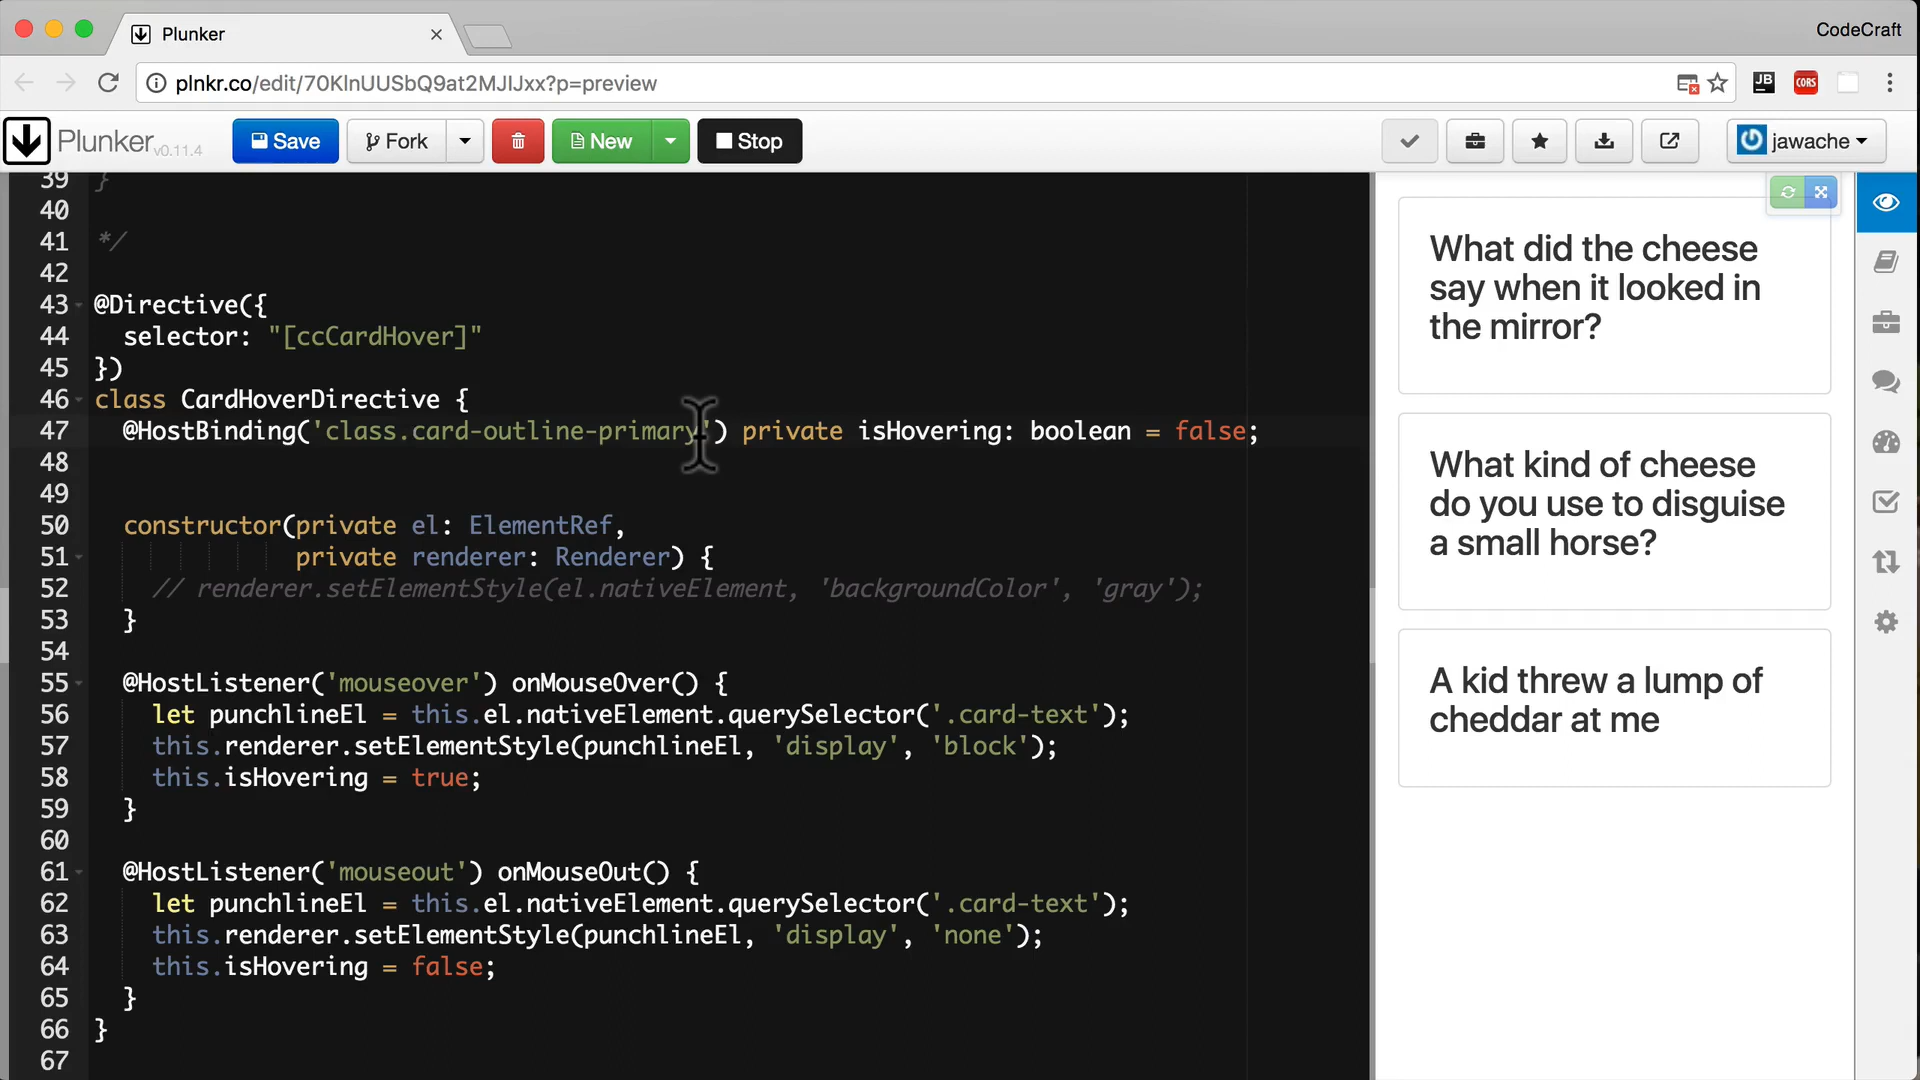 Plunker
CodeCraft
plnkr.co/edit/70KlnUUSbQ9at2MJIJxx?p=preview
JB
CORS
Plunker v0.11.4
Save
Fork
New
Stop
jawache
39 }
40
41 */
42
43 @Directive({
44 selector: "[ccCardHover]"
45 })
46 class CardHoverDirective {
47 @HostBinding('class.card-outline-primary') private isHovering: boolean = false;
48
49
50 constructor(private el: ElementRef,
51 private renderer: Renderer) {
52 // renderer.setElementStyle(el.nativeElement, 'backgroundColor', 'gray');
53 }
54
55 @HostListener('mouseover') onMouseOver() {
56 let punchlineEl = this.el.nativeElement.querySelector('.card-text');
57 this.renderer.setElementStyle(punchlineEl, 'display', 'block');
58 this.isHovering = true;
59 }
60
61 @HostListener('mouseout') onMouseOut() {
62 let punchlineEl = this.el.nativeElement.querySelector('.card-text');
63 this.renderer.setElementStyle(punchlineEl, 'display', 'none');
64 this.isHovering = false;
65 }
66 }
67
What did the cheese
say when it looked in
the mirror?
What kind of cheese
do you use to disguise
a small horse?
A kid threw a lump of
cheddar at me